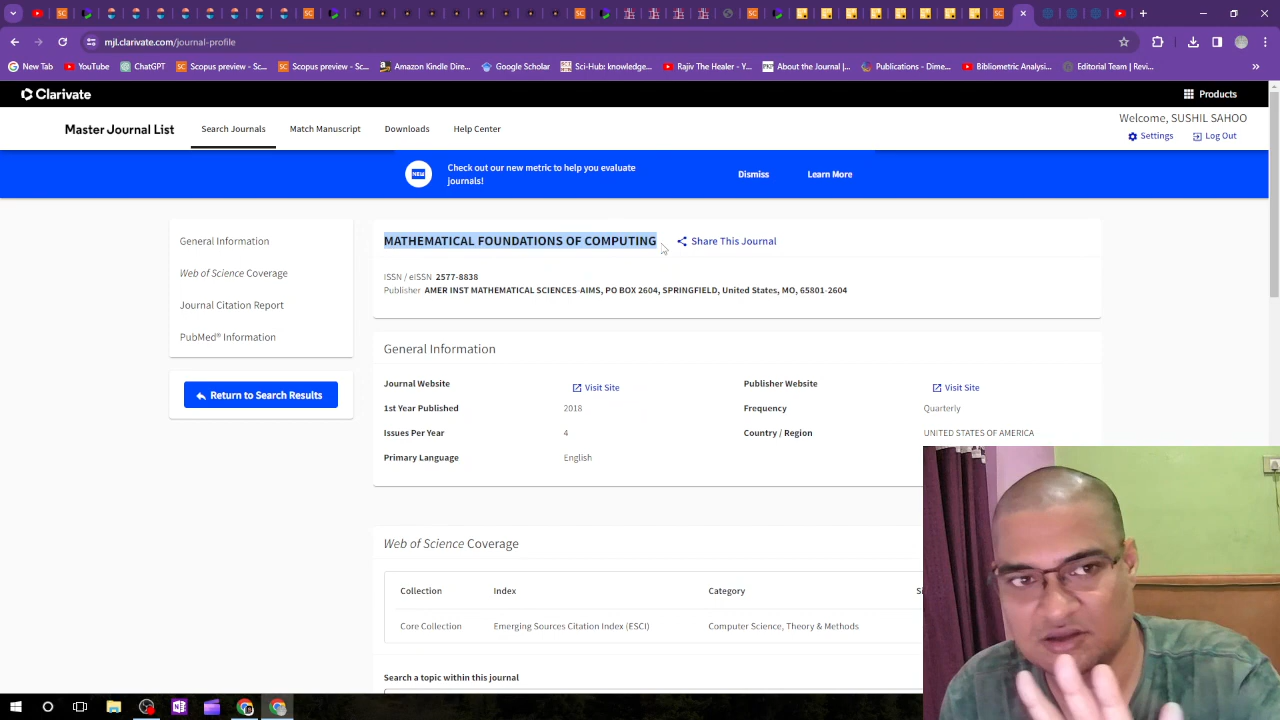 mjl.clarivate.com/journal-profile
New Tab YouTube ChatGPT Scopus preview - Sc... Scopus preview - Sc... Amazon Kindle Dire... Google Scholar Sci-Hub: knowledge... Rajiv The Healer - Y... About the Journal |... Publications - Dime... Bibliometric Analysi... Editorial Team | Revi...
Clarivate Products
Master Journal List Search Journals Match Manuscript Downloads Help Center
Welcome, SUSHIL SAHOO
Settings Log Out
NEW
Check out our new metric to help you evaluate
journals!
Dismiss Learn More
General Information
Web of Science Coverage
Journal Citation Report
PubMed® Information
Return to Search Results
MATHEMATICAL FOUNDATIONS OF COMPUTING Share This Journal
ISSN / eISSN 2577-8838
Publisher AMER INST MATHEMATICAL SCIENCES-AIMS, PO BOX 2604, SPRINGFIELD, United States, MO, 65801-2604
General Information
Journal Website Visit Site Publisher Website Visit Site
1st Year Published 2018 Frequency Quarterly
Issues Per Year 4 Country / Region UNITED STATES OF AMERICA
Primary Language English
Web of Science Coverage
Collection Index Category
Core Collection Emerging Sources Citation Index (ESCI) Computer Science, Theory & Methods
Search a topic within this journal